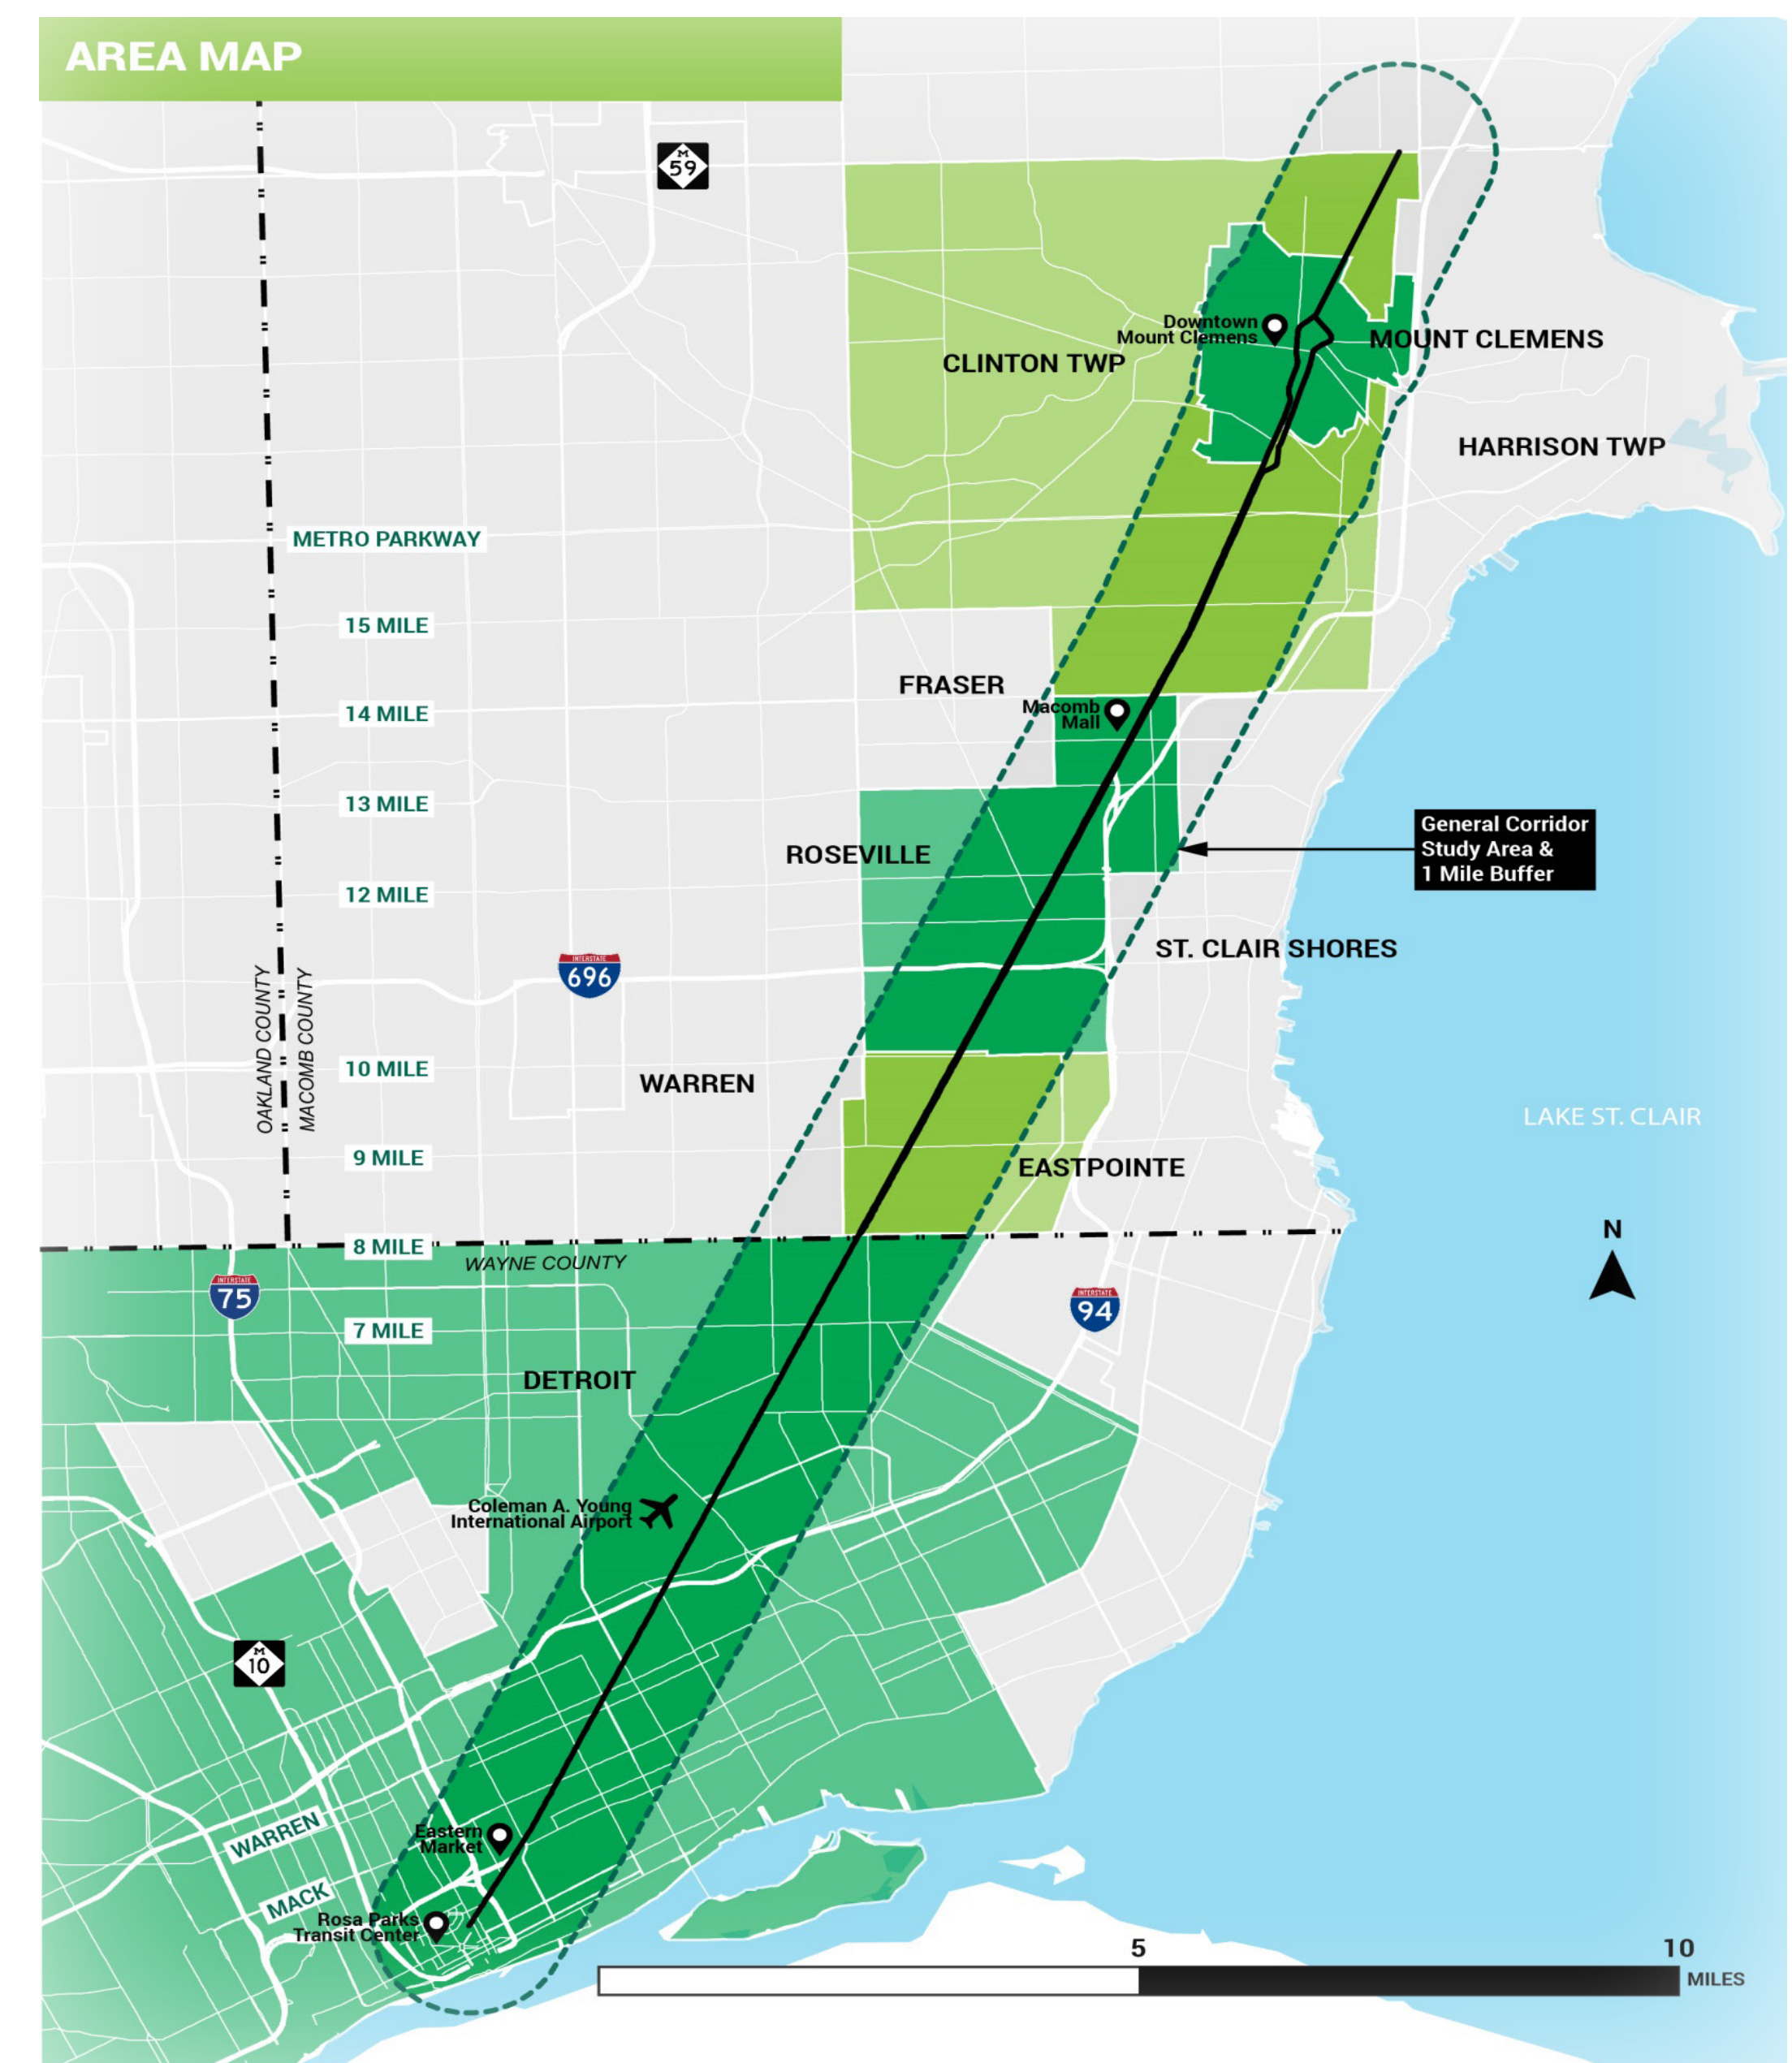 AREA MAP
M
59
Downtown
Mount Clemens
MOUNT CLEMENS
CLINTON TWP
HARRISON TWP
METRO PARKWAY
15 MILE
FRASER
Macomb
Mall
14 MILE
13 MILE
General Corridor
Study Area &
1 Mile Buffer
ROSEVILLE
12 MILE
ST. CLAIR SHORES
INTERSTATE
696
OAKLAND COUNTY
MACOMB COUNTY
10 MILE
WARREN
LAKE ST. CLAIR
9 MILE
EASTPOINTE
N
8 MILE
WAYNE COUNTY
INTERSTATE
75
INTERSTATE
94
7 MILE
DETROIT
Coleman A. Young
International Airport
M
10
WARREN
Eastern
Market
MACK
Rosa Parks
Transit Center
5
10
MILES